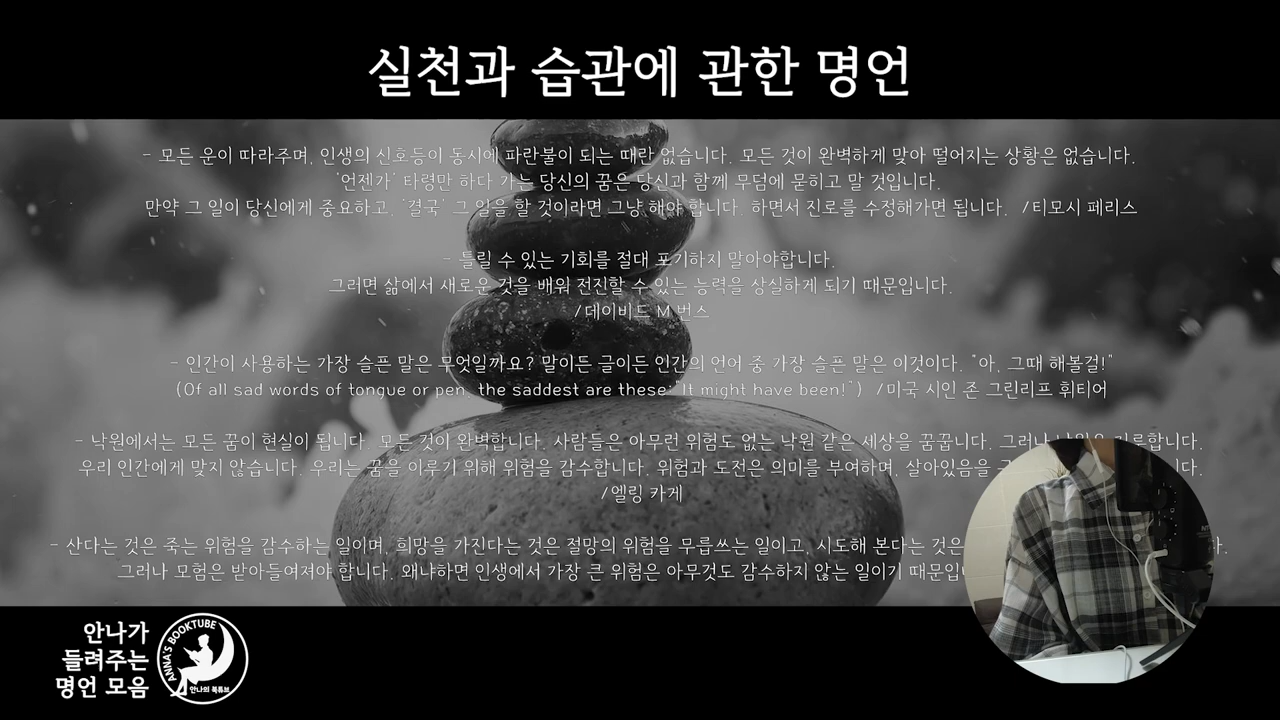 실천과 습관에 관한 명언
- 모든 운이 따라주며, 인생의 신호등이 동시에 파란불이 되는 때란 없습니다. 모든 것이 완벽하게 맞아 떨어지는 상황은 없습니다.
'언젠가' 타령만 하다 가는 당신의 꿈은 당신과 함께 무덤에 묻히고 말 것입니다.
만약 그 일이 당신에게 중요하고, '결국' 그 일을 할 것이라면 그냥 해야 합니다. 하면서 진로를 수정해가면 됩니다. /티모시 페리스
- 틀릴 수 있는 기회를 절대 포기하지 말아야합니다.
그러면 삶에서 새로운 것을 배워 전진할 수 있는 능력을 상실하게 되기 때문입니다.
/데이비드 M 번스
- 인간이 사용하는 가장 슬픈 말은 무엇일까요? 말이든 글이든 인간의 언어 중 가장 슬픈 말은 이것이다. "아, 그때 해볼걸!"
(Of all sad words of tongue or pen, the saddest are these: "It might have been!") /미국 시인 존 그린리프 휘티어
- 낙원에서는 모든 꿈이 현실이 됩니다. 모든 것이 완벽합니다. 사람들은 아무런 위험도 없는 낙원 같은 세상을 꿈꿉니다. 그러나
우리 인간에게 맞지 않습니다. 우리는 꿈을 이루기 위해 위험을 감수합니다. 위험과 도전은 의미를 부여하며, 살아있음을
/엘링 카게
- 산다는 것은 죽는 위험을 감수하는 일이며, 희망을 가진다는 것은 절망의 위험을 무릅쓰는 일이고, 시도해 본다는 것은
그러나 모험은 받아들여져야 합니다. 왜냐하면 인생에서 가장 큰 위험은 아무것도 감수하지 않는 일이기
안나가
들려주는
명언 모음
ANNA'S BOOKTUBE
안나의 북튜브